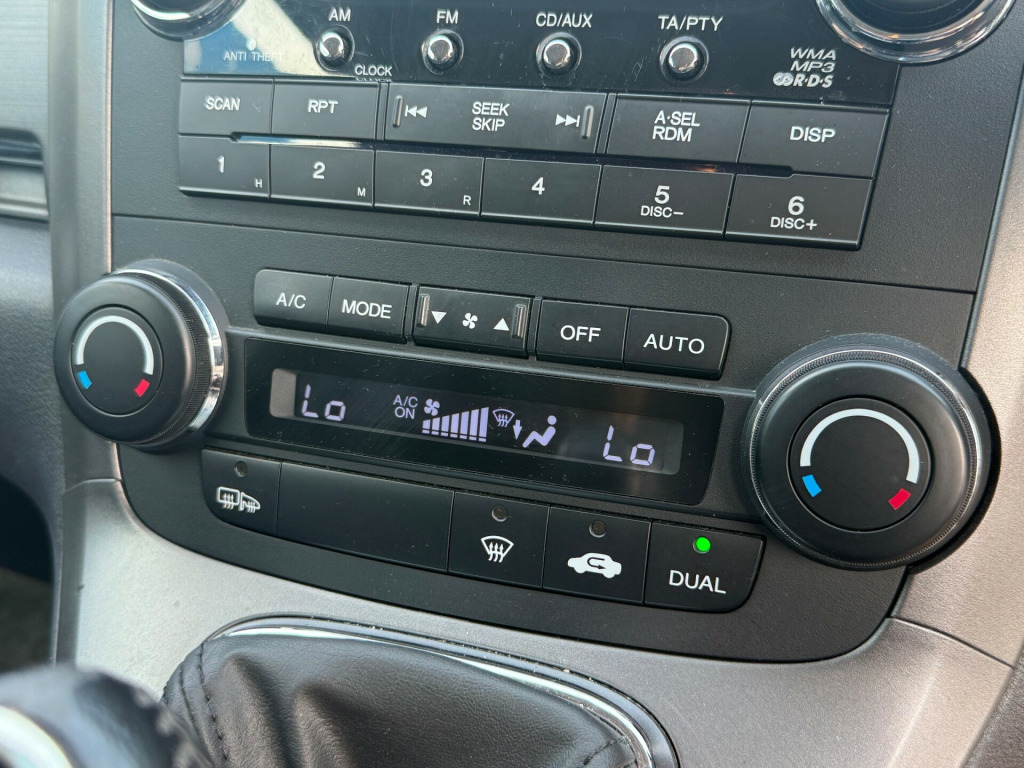 AM FM CD/AUX TA/PTY
ANTI THEFT
CLOCK
WMA
MP3
R·D·S
SCAN RPT SEEK A·SEL DISP
SKIP RDM
1 H 2 M 3 R 4 5 6
DISC− DISC+
A/C MODE OFF AUTO
Lo A/C Lo
ON
DUAL